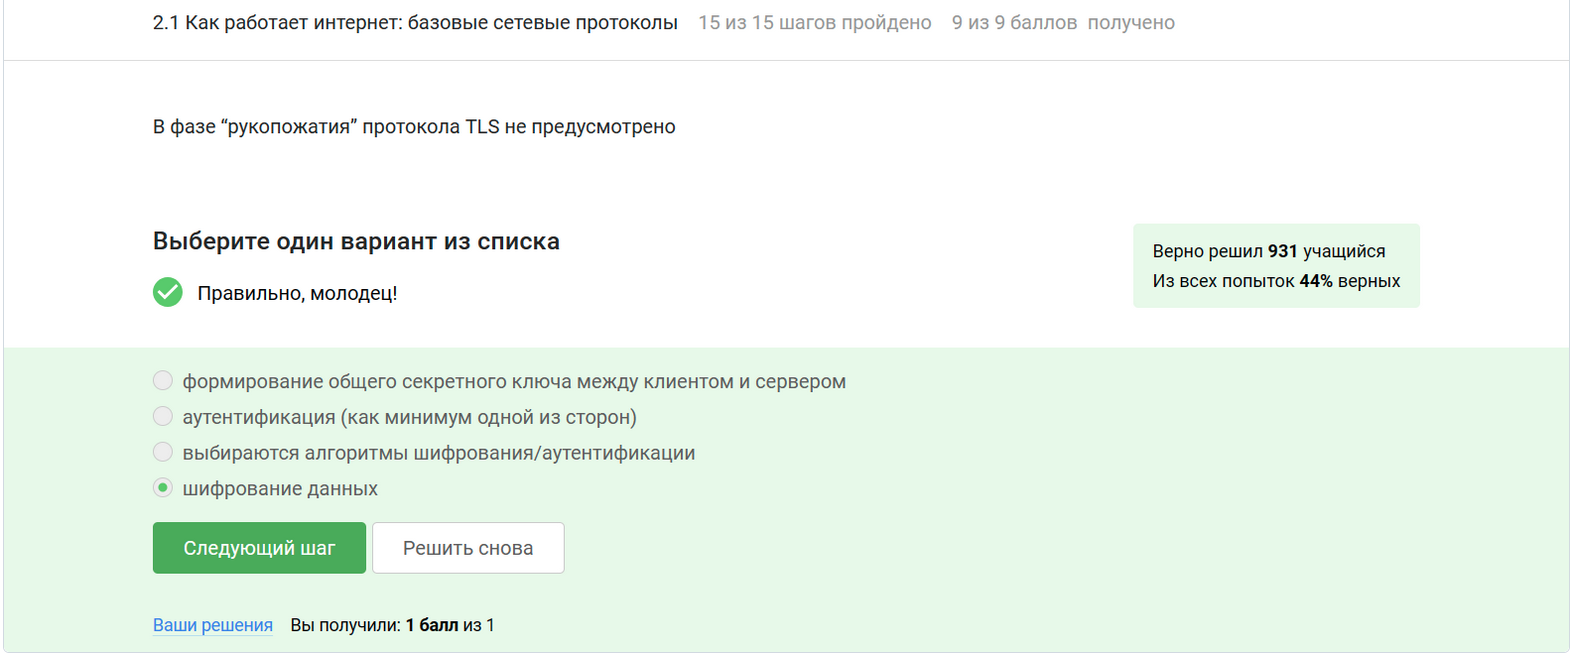 2.1 Как работает интернет: базовые сетевые протоколы 15 из 15 шагов пройдено 9 из 9 баллов получено
В фазе “рукопожатия” протокола TLS не предусмотрено
Выберите один вариант из списка
Правильно, молодец!
Верно решил 931 учащийся
Из всех попыток 44% верных
формирование общего секретного ключа между клиентом и сервером
аутентификация (как минимум одной из сторон)
выбираются алгоритмы шифрования/аутентификации
шифрование данных
Следующий шаг Решить снова
Ваши решения Вы получили: 1 балл из 1